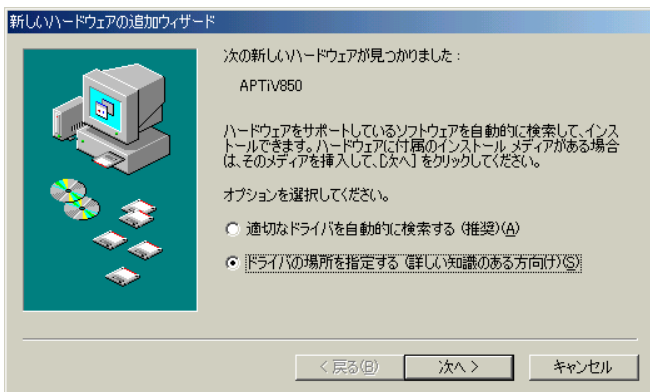 新しいハードウェアの追加ウィザード
次の新しいハードウェアが見つかりました：
APTiV850
ハードウェアをサポートしているソフトウェアを自動的に検索して、インス
トールできます。ハードウェアに付属のインストール メディアがある場合
は、そのメディアを挿入して、[次へ] をクリックしてください。
オプションを選択してください。
適切なドライバを自動的に検索する (推奨)(A)
ドライバの場所を指定する (詳しい知識のある方向け)(S)
< 戻る(B)
次へ >
キャンセル